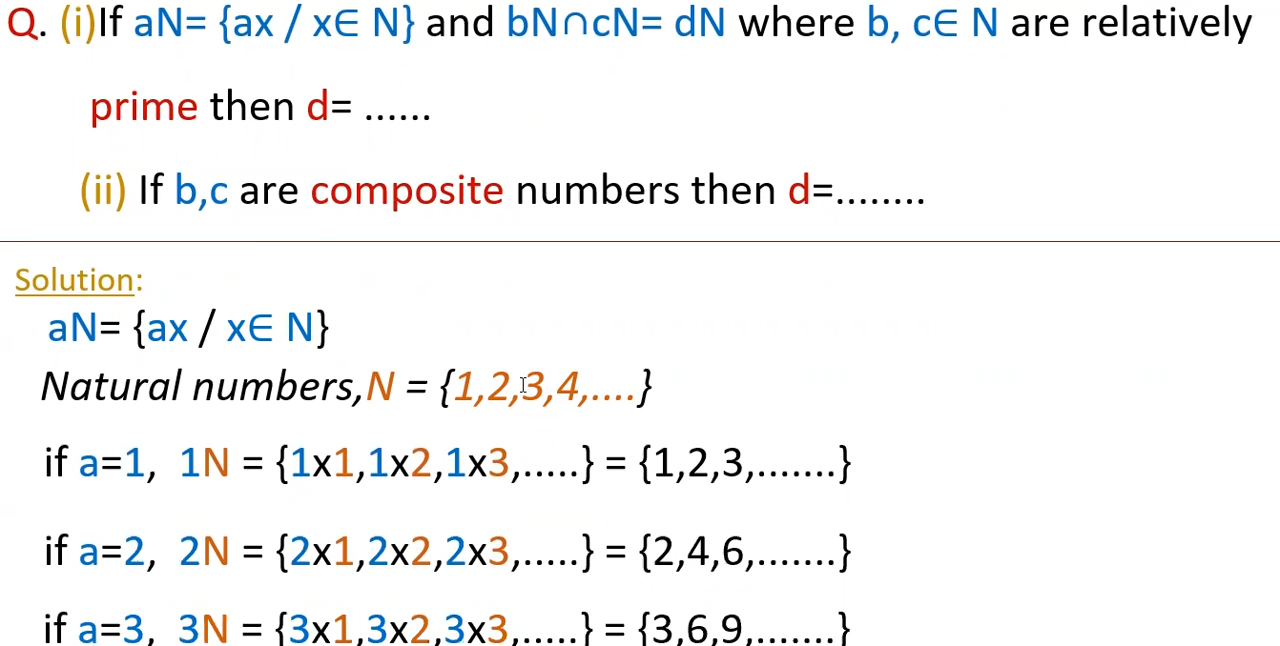 Q. (i)If aN= {ax / x∈ N} and bN∩cN= dN where b, c∈ N are relatively
prime then d= ......
(ii) If b,c are composite numbers then d=........
Solution:
aN= {ax / x∈ N}
Natural numbers,N = {1,2,3,4,....}
if a=1, 1N = {1x1,1x2,1x3,.....} = {1,2,3,.......}
if a=2, 2N = {2x1,2x2,2x3,.....} = {2,4,6,.......}
if a=3, 3N = {3x1,3x2,3x3,.....} = {3,6,9,.......}